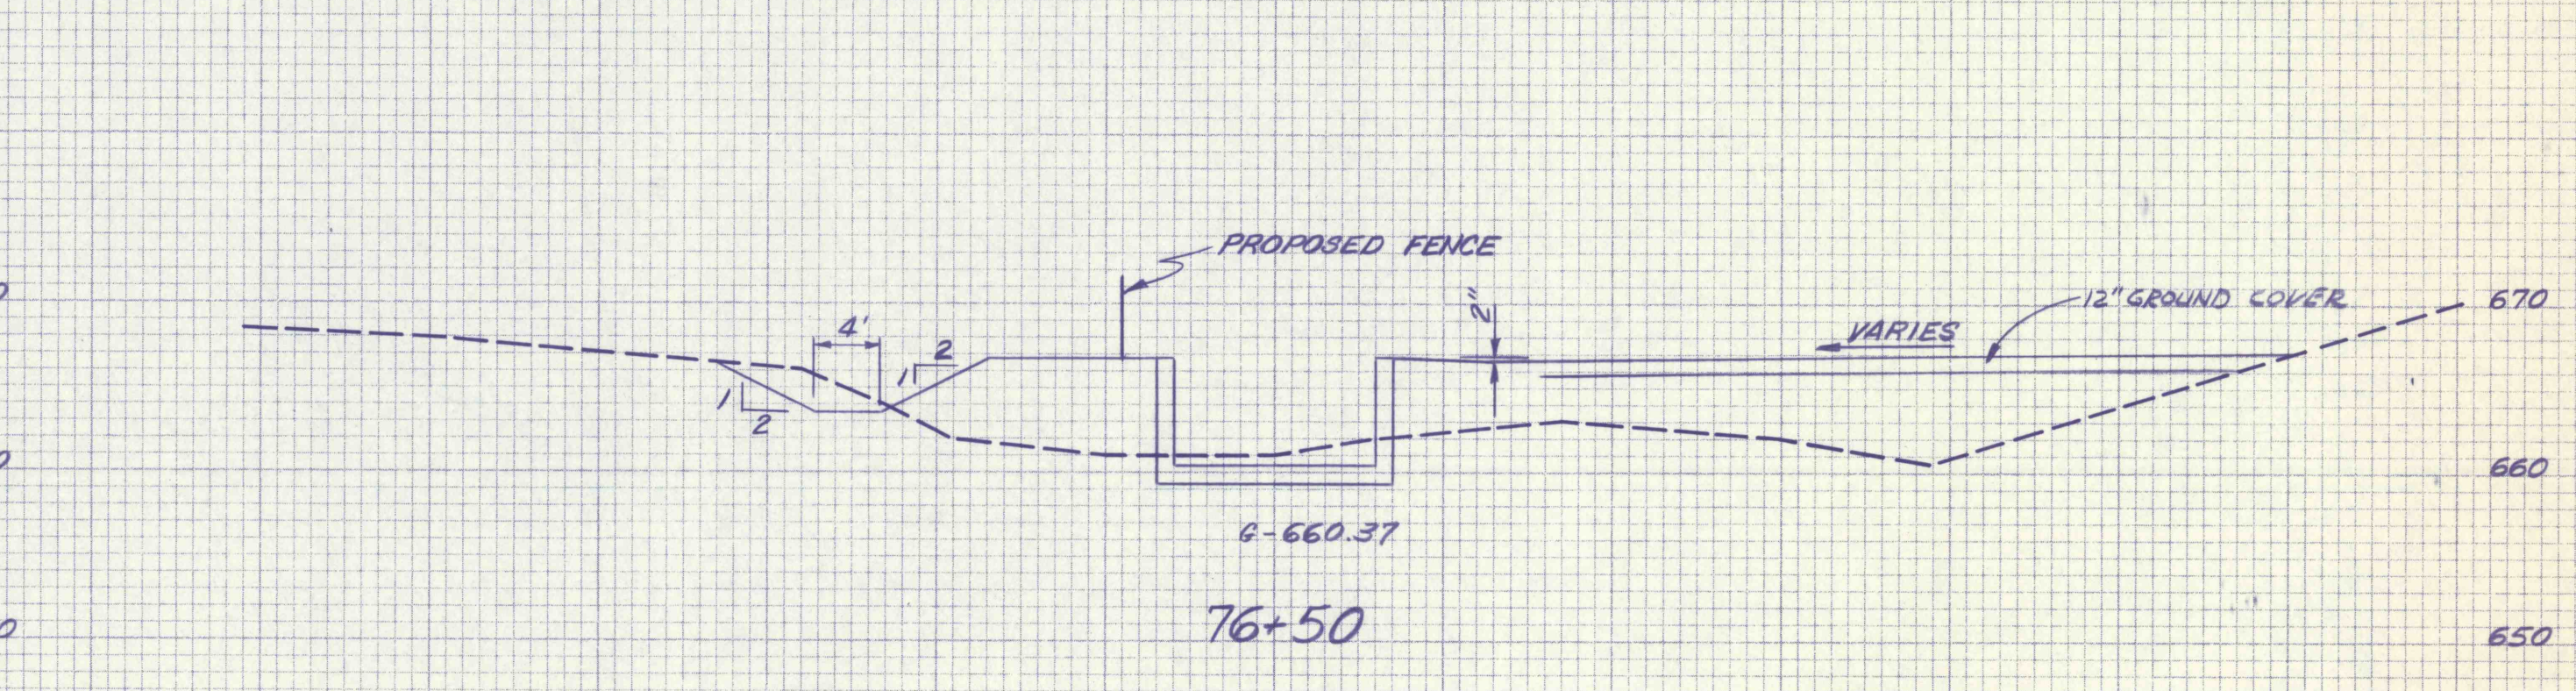 PROPOSED FENCE
2"
12" GROUND COVER
670
VARIES
4'
2
1
1
2
660
G-660.37
76+50
650